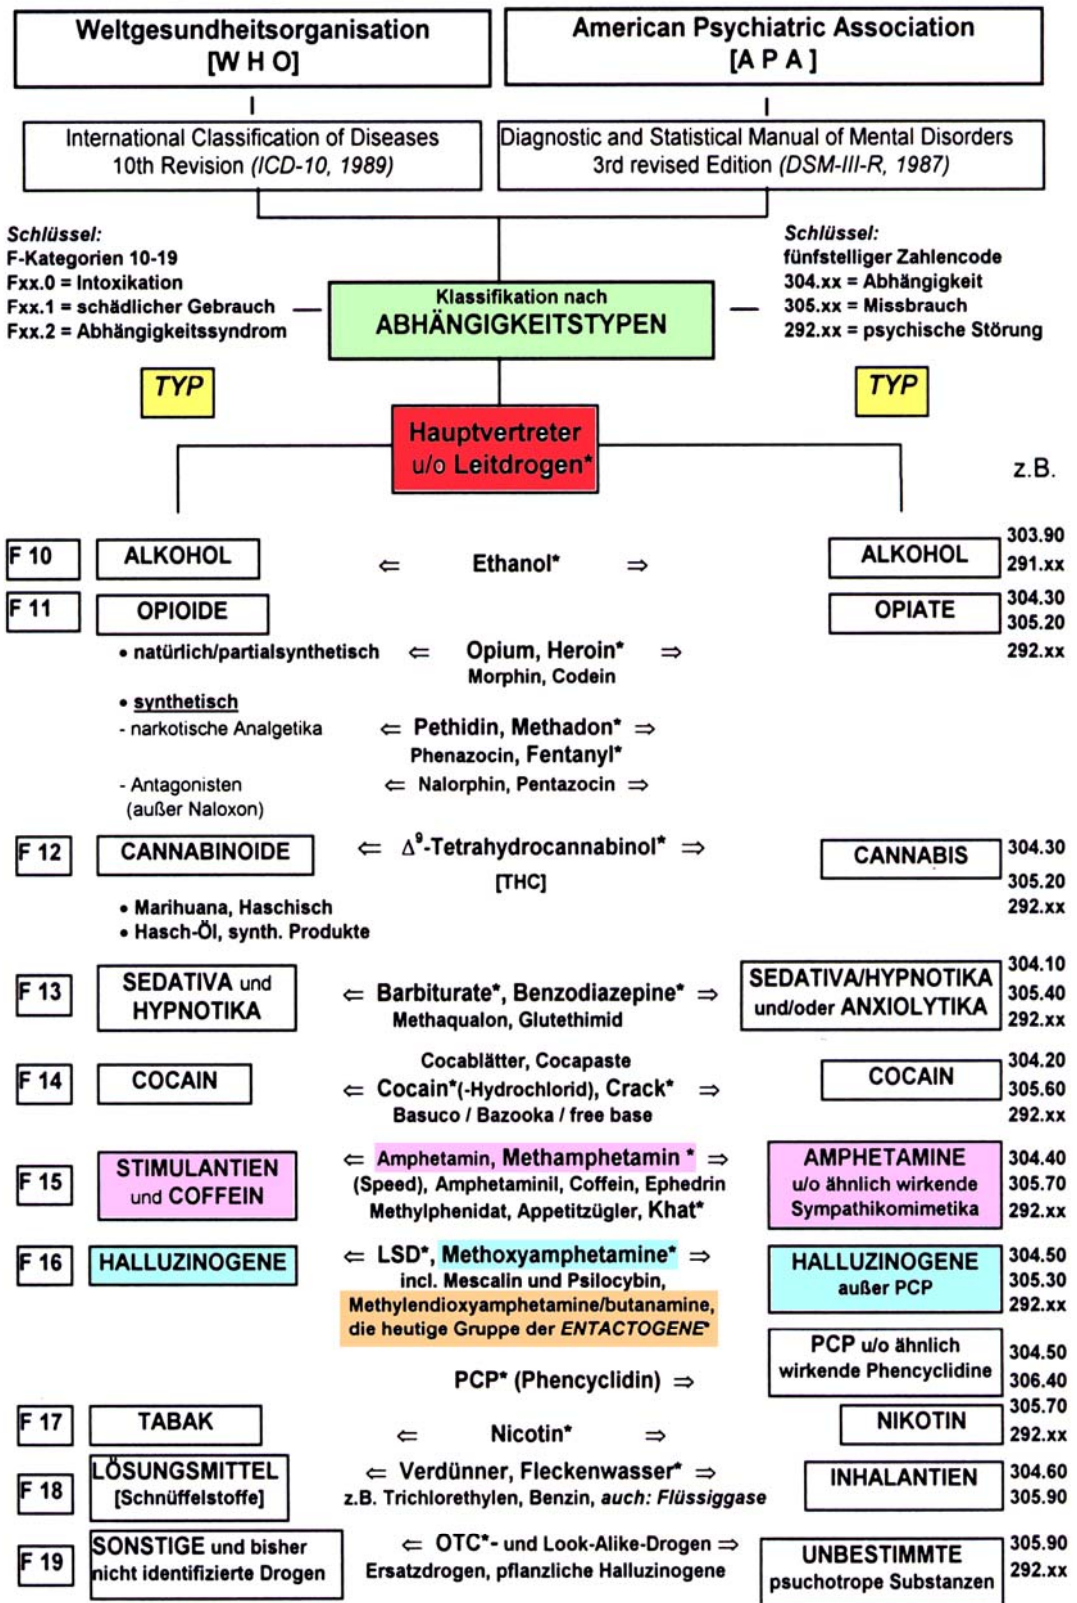 Weltgesundheitsorganisation
[W H O]
American Psychiatric Association
[A P A ]
International Classification of Diseases
10th Revision (ICD-10, 1989)
Diagnostic and Statistical Manual of Mental Disorders
3rd revised Edition (DSM-III-R, 1987)
Schlüssel:
F-Kategorien 10-19
Fxx.0 = Intoxikation
Fxx.1 = schädlicher Gebrauch
Fxx.2 = Abhängigkeitssyndrom
Klassifikation nach
ABHÄNGIGKEITSTYPEN
Schlüssel:
fünfstelliger Zahlencode
304.xx = Abhängigkeit
305.xx = Missbrauch
292.xx = psychische Störung
TYP
TYP
Hauptvertreter
u/o Leitdrogen*
z.B.
F 10 ALKOHOL ⇐ Ethanol* ⇒ ALKOHOL 303.90
291.xx
F 11 OPIOIDE OPIATE 304.30
305.20
• natürlich/partialsynthetisch ⇐ Opium, Heroin* ⇒ 292.xx
Morphin, Codein
• synthetisch
- narkotische Analgetika ⇐ Pethidin, Methadon* ⇒
Phenazocin, Fentanyl*
- Antagonisten ⇐ Nalorphin, Pentazocin ⇒
(außer Naloxon)
F 12 CANNABINOIDE ⇐ Δ⁹-Tetrahydrocannabinol* ⇒ CANNABIS 304.30
[THC] 305.20
• Marihuana, Haschisch 292.xx
• Hasch-Öl, synth. Produkte
F 13 SEDATIVA und
HYPNOTIKA
⇐ Barbiturate*, Benzodiazepine* ⇒
Methaqualon, Glutethimid
SEDATIVA/HYPNOTIKA
und/oder ANXIOLYTIKA
304.10
305.40
292.xx
F 14 COCAIN
Cocablätter, Cocapaste
⇐ Cocain*(-Hydrochlorid), Crack* ⇒
Basuco / Bazooka / free base
COCAIN
304.20
305.60
292.xx
F 15 STIMULANTIEN
und COFFEIN
⇐ Amphetamin, Methamphetamin * ⇒
(Speed), Amphetaminil, Coffein, Ephedrin
Methylphenidat, Appetitzügler, Khat*
AMPHETAMINE
u/o ähnlich wirkende
Sympathikomimetika
304.40
305.70
292.xx
F 16 HALLUZINOGENE
⇐ LSD*, Methoxyamphetamine* ⇒
incl. Mescalin und Psilocybin,
Methylendioxyamphetamine/butanamine,
die heutige Gruppe der ENTACTOGENE*
HALLUZINOGENE
außer PCP
304.50
305.30
292.xx
PCP* (Phencyclidin) ⇒
PCP u/o ähnlich
wirkende Phencyclidine
304.50
306.40
F 17 TABAK ⇐ Nicotin* ⇒ NIKOTIN
305.70
292.xx
F 18 LÖSUNGSMITTEL
[Schnüffelstoffe]
⇐ Verdünner, Fleckenwasser* ⇒
z.B. Trichlorethylen, Benzin, auch: Flüssiggase
INHALANTIEN
304.60
305.90
F 19 SONSTIGE und bisher
nicht identifizierte Drogen
⇐ OTC*- und Look-Alike-Drogen ⇒
Ersatzdrogen, pflanzliche Halluzinogene
UNBESTIMMTE
psuchotrope Substanzen
305.90
292.xx